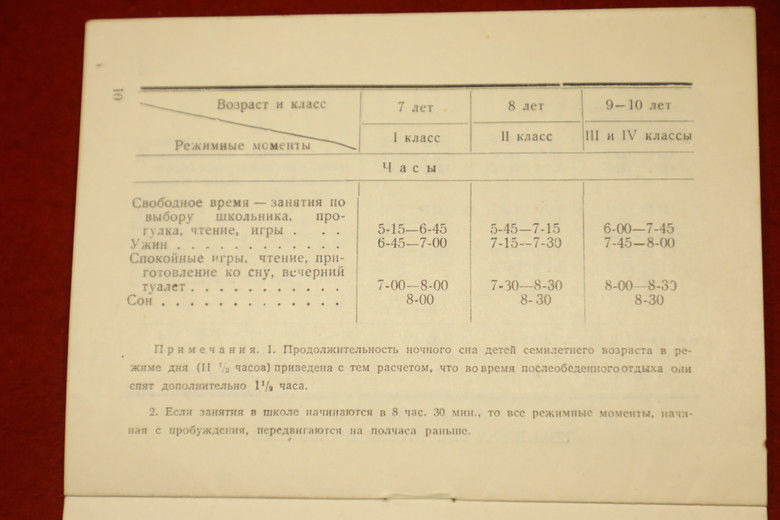 10
Возраст и класс 7 лет 8 лет 9—10 лет
Режимные моменты I класс II класс III и IV классы
Часы
Свободное время — занятия по
выбору школьника, про-
гулка, чтение, игры . . . 5-15—6-45 5-45—7-15 6-00—7-45
Ужин . . . . . . . . . . . . 6-45—7-00 7-15—7-30 7-45—8-00
Спокойные игры, чтение, при-
готовление ко сну, вечерний
туалет . . . . . . . . . . . 7-00—8-00 7-30—8-30 8-00—8-30
Сон . . . . . . . . . . . . . 8-00 8-30 8-30
Примечания. 1. Продолжительность ночного сна детей семилетнего возраста в ре-
жиме дня (11 1/2 часов) приведена с тем расчетом, что во время послеобеденного отдыха они
спят дополнительно 1 1/2 часа.
2. Если занятия в школе начинаются в 8 час. 30 мин., то все режимные моменты, начи-
ная с пробуждения, передвигаются на полчаса раньше.